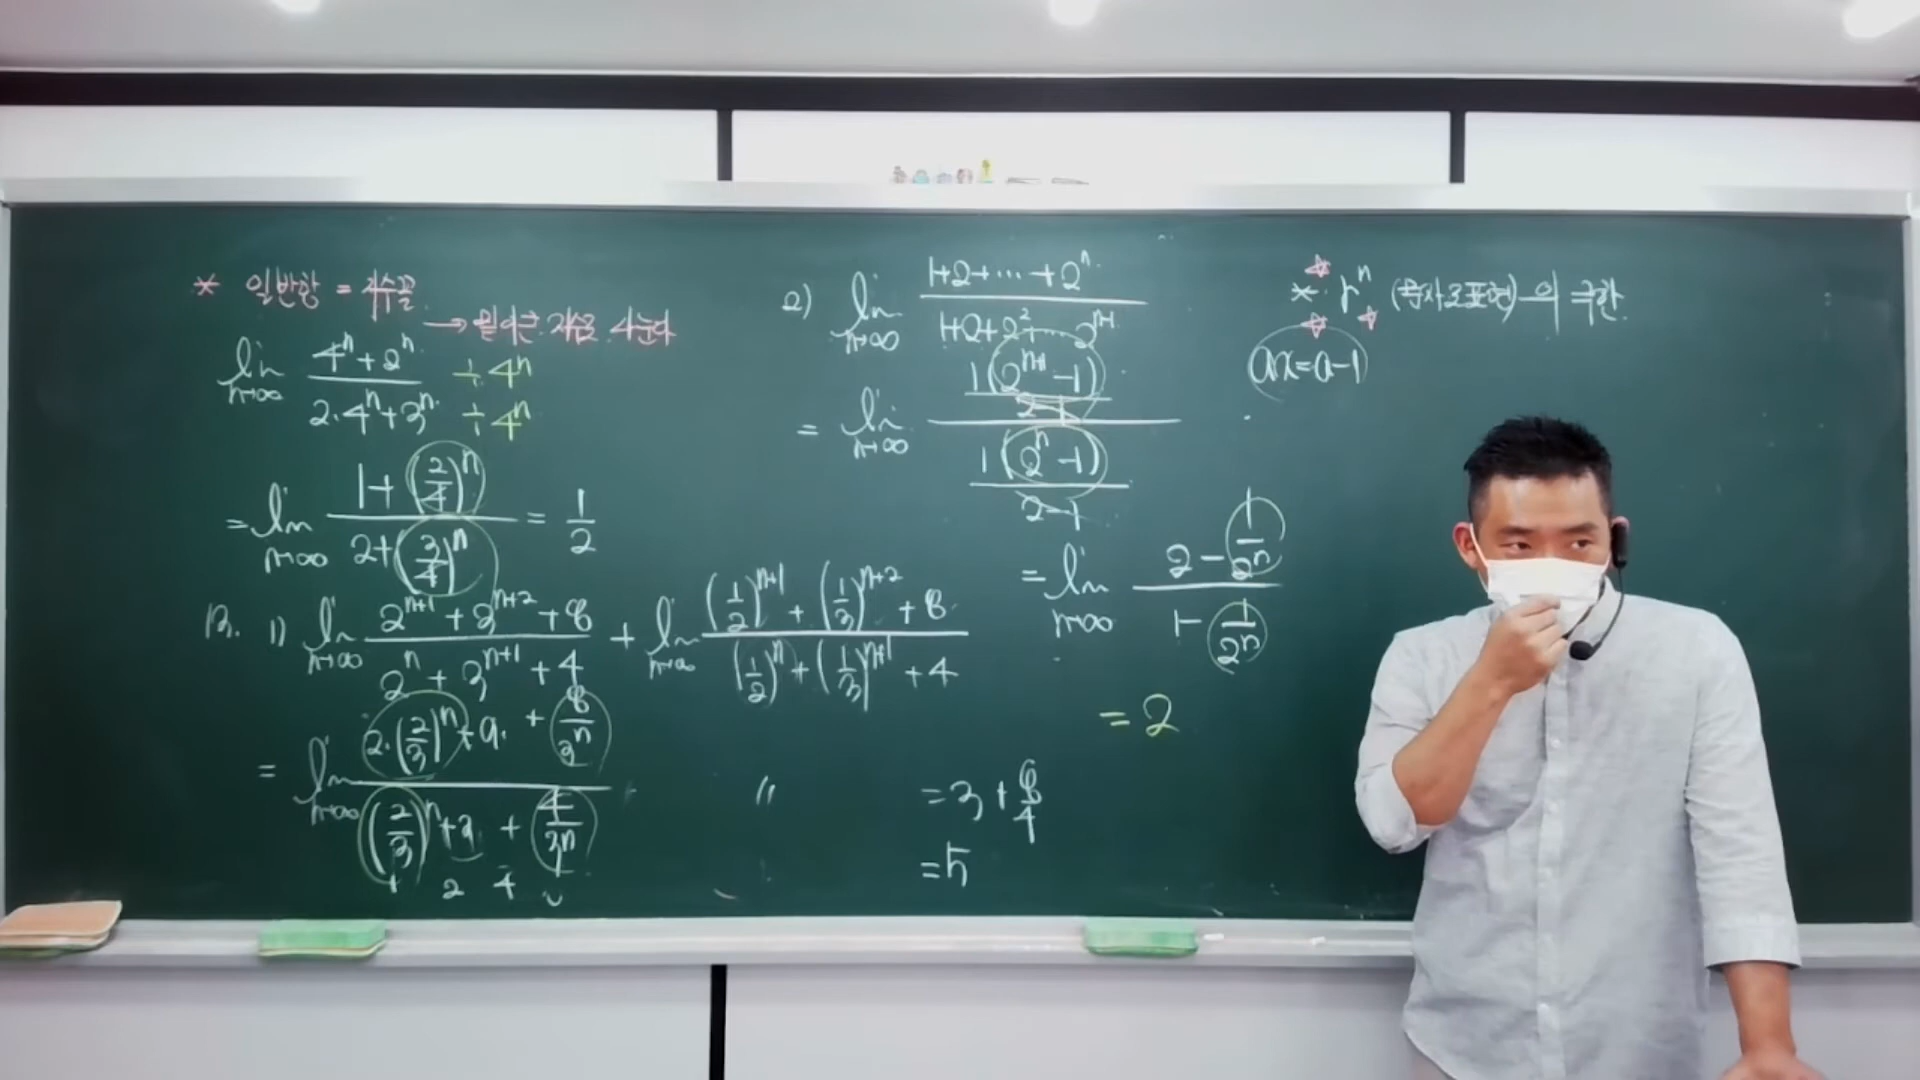 * 일반항 = 지수꼴
→ 밑이큰 지수로 나눈다
lim n→∞ (4ⁿ+2ⁿ)/(2·4ⁿ+3ⁿ) ÷4ⁿ ÷4ⁿ
= lim n→∞ (1+(2/4)ⁿ)/(2+(3/4)ⁿ) = 1/2
13. 1) lim n→∞ (2ⁿ⁺¹+3ⁿ⁺²+8)/(2ⁿ+3ⁿ⁺¹+4) + lim n→∞ ((1/2)ⁿ⁺¹+(1/3)ⁿ⁺²+8)/((1/2)ⁿ+(1/3)ⁿ⁺¹+4)
= lim n→∞ (2·(2/3)ⁿ+9+8/3ⁿ)/((2/3)ⁿ+3+4/3ⁿ) 〃 = 3+8/4
= 5
2) lim n→∞ (1+2+⋯+2ⁿ)/(1+2+2²+⋯2ⁿ⁻¹)
= lim n→∞ (1(2ⁿ⁺¹-1)/(2-1))/(1(2ⁿ-1)/(2-1))
= lim n→∞ (2-1/2ⁿ)/(1-1/2ⁿ)
= 2
* rⁿ (문자로표현)의 극한
ax=a-1